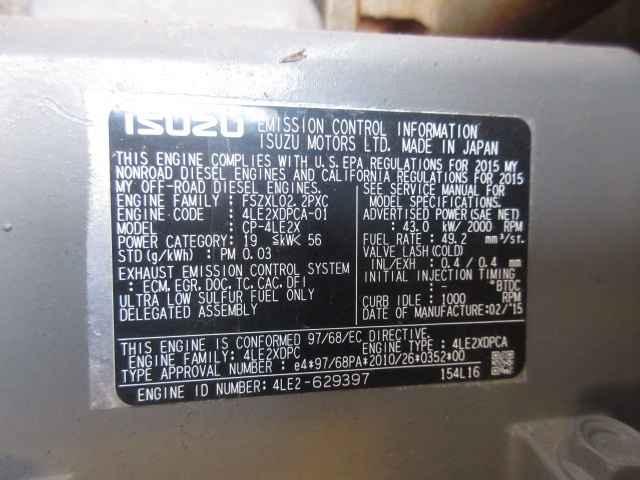 ISUZU EMISSION CONTROL INFORMATION
ISUZU MOTORS LTD. MADE IN JAPAN
THIS ENGINE COMPLIES WITH U.S.EPA REGULATIONS FOR 2015 MY
NONROAD DIESEL ENGINES AND CALIFORNIA REGULATIONS FOR 2015
MY OFF-ROAD DIESEL ENGINES.
ENGINE FAMILY : FSZXL02.2PXC
ENGINE CODE : 4LE2XDPCA-01
MODEL : CP-4LE2X
POWER CATEGORY : 19 ≤kW< 56
STD (g/kWh) : PM 0.03
EXHAUST EMISSION CONTROL SYSTEM
: ECM, EGR, DOC, TC, CAC, DFI
ULTRA LOW SULFUR FUEL ONLY
DELEGATED ASSEMBLY
SEE SERVICE MANUAL FOR
MODEL SPECIFICATIONS.
ADVERTISED POWER (SAE NET)
: 43.0 kW/ 2000 RPM
FUEL RATE : 49.2 mm³/st.
VALVE LASH (COLD)
INL/EXH : 0.4 / 0.4 mm
INITIAL INJECTION TIMING
: - °BTDC
CURB IDLE : 1000 RPM
DATE OF MANUFACTURE:02/'15
THIS ENGINE IS CONFORMED 97/68/EC DIRECTIVE.
ENGINE FAMILY: 4LE2XDPC ENGINE TYPE : 4LE2XDPCA
TYPE APPROVAL NUMBER : e4*97/68PA*2010/26*0352*00
ENGINE ID NUMBER: 4LE2-629397 154L16